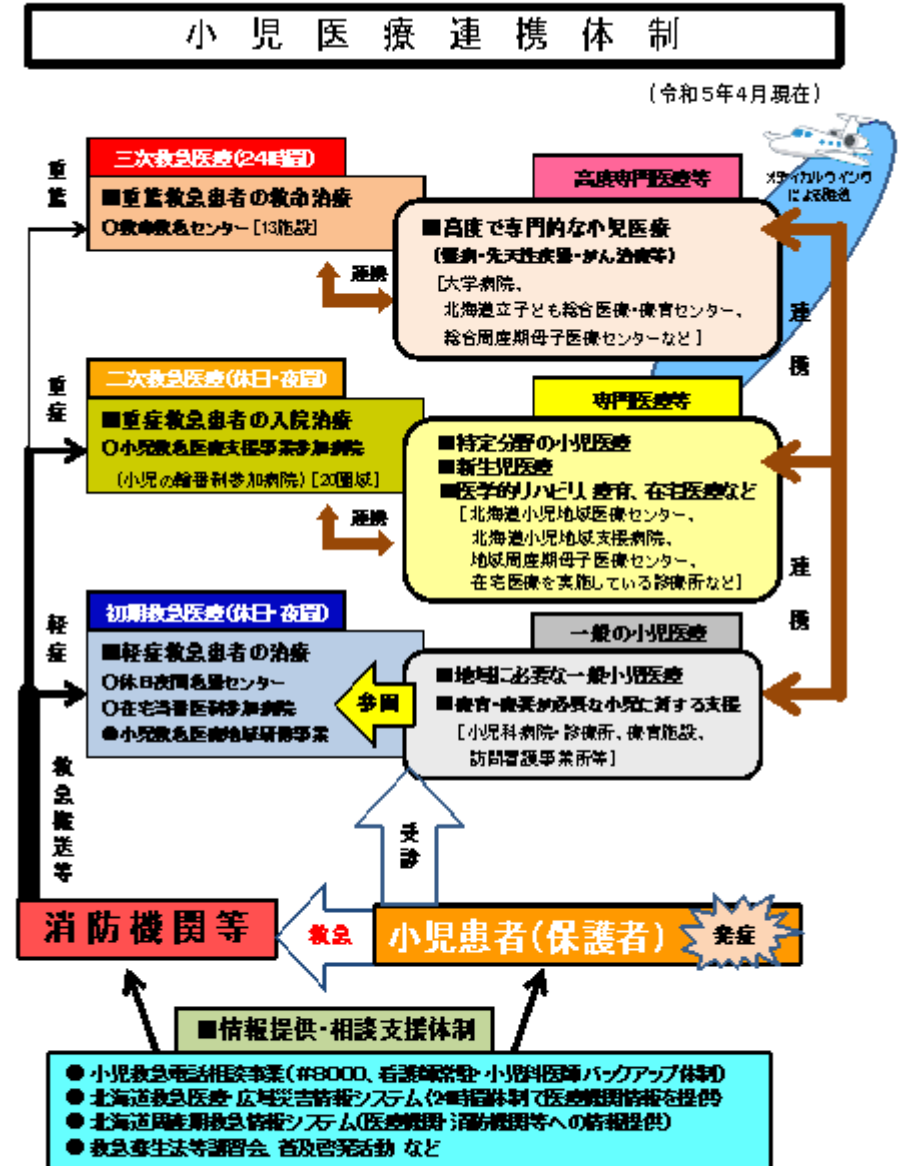 小児医療連携体制
(令和5年4月現在)
メディカルウイング
による搬送
三次救急医療(24時間)
重篤
■重篤救急患者の救命治療
○救命救急センター[13施設]
連携
高度専門医療等
■高度で専門的な小児医療
(難病・先天性疾患・がん治療等)
[大学病院、
北海道立子ども総合医療・療育センター、
総合周産期母子医療センターなど]
連携
二次救急医療(休日・夜間)
重症
■重症救急患者の入院治療
○小児救急医療支援事業参加病院
(小児の輪番制参加病院)[20圏域]
連携
専門医療等
■特定分野の小児医療
■新生児医療
■医学的リハビリ、療育、在宅医療など
[北海道小児地域医療センター、
北海道小児地域支援病院、
地域周産期母子医療センター、
在宅医療を実施している診療所など]
連携
初期救急医療(休日・夜間)
軽症
■軽症救急患者の治療
○休日夜間急患センター
○在宅当番医制参加病院
●小児救急医療地域研修事業
参画
一般の小児医療
■地域に必要な一般小児医療
■療育・療養が必要な小児に対する支援
[小児科病院・診療所、療育施設、
訪問看護事業所等]
救急搬送等
受診
消防機関等
救急
小児患者(保護者)
発症
■情報提供・相談支援体制
●小児救急電話相談事業(#8000、看護師常駐・小児科医師バックアップ体制)
●北海道救急医療・広域災害情報システム(24時間体制で医療機関情報を提供)
●北海道周産期救急情報システム(医療機関・消防機関等への情報提供)
●救急蘇生法等講習会、普及啓発活動 など